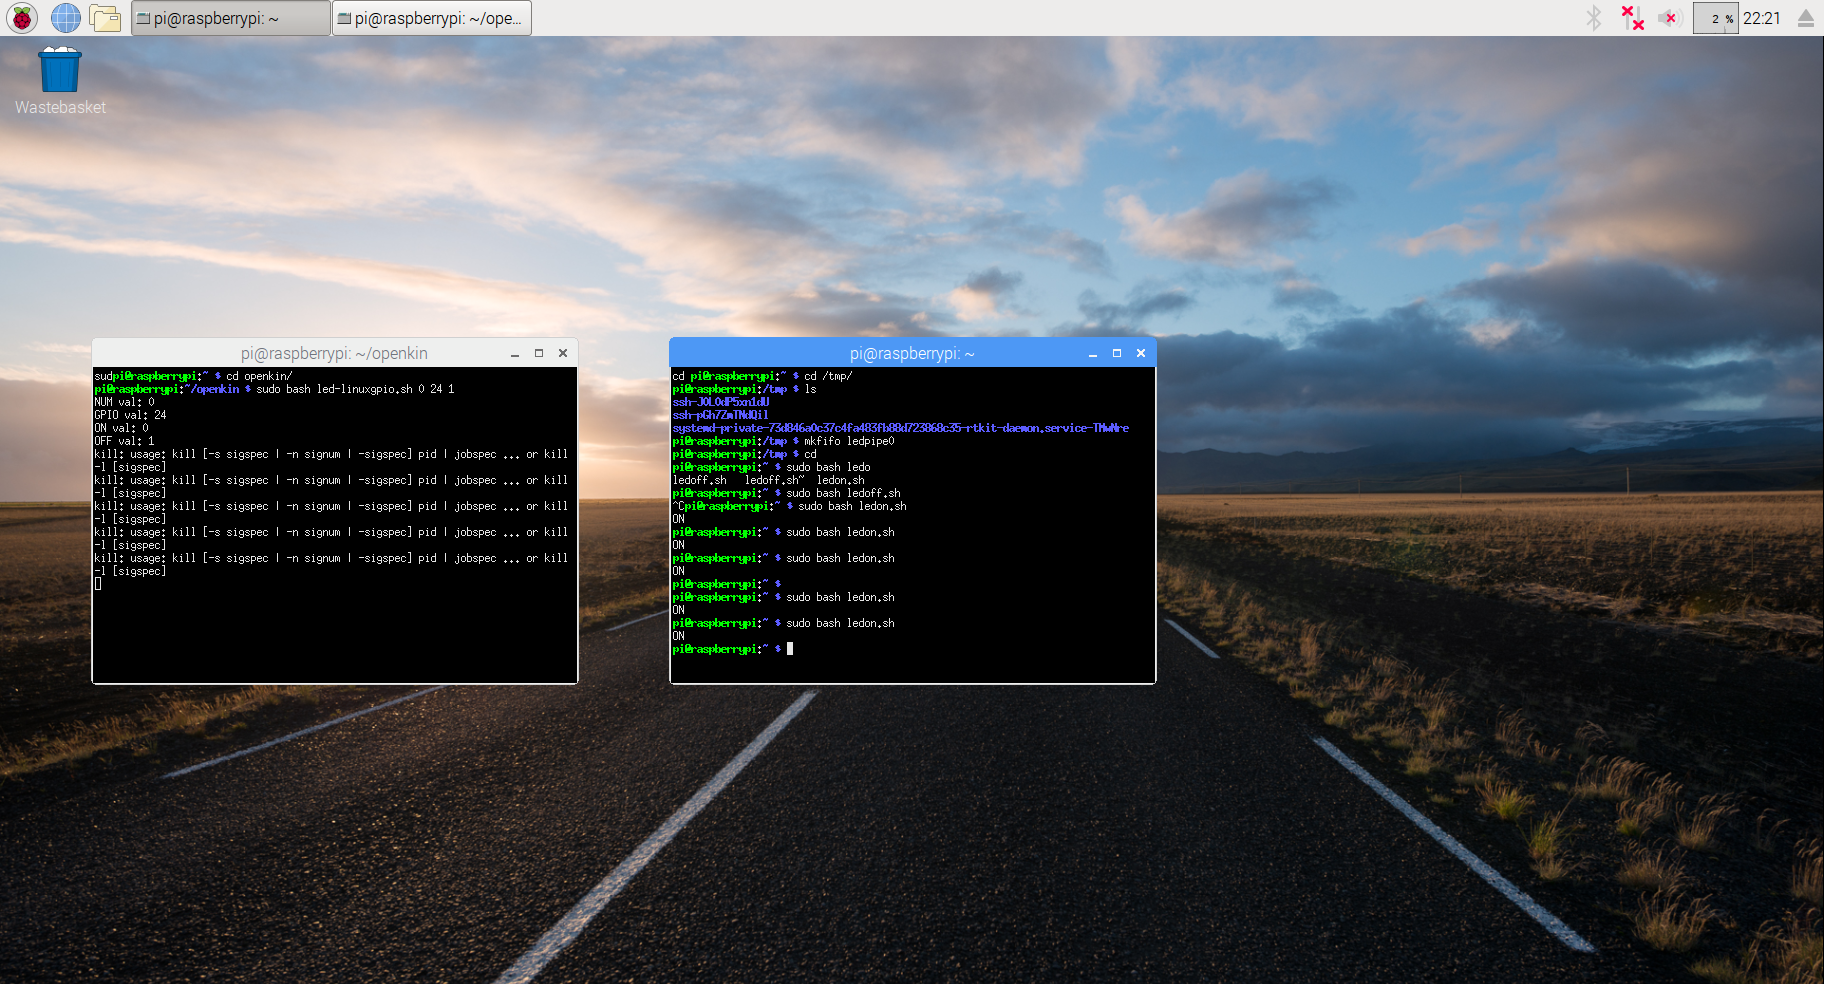 pi@raspberrypi: ~
pi@raspberrypi: ~/ope...
2 %
22:21
Wastebasket
pi@raspberrypi: ~/openkin
sudpi@raspberrypi:~ $ cd openkin/
pi@raspberrypi:~/openkin $ sudo bash led-linuxgpio.sh 0 24 1
NUM val: 0
GPIO val: 24
ON val: 0
OFF val: 1
kill: usage: kill [-s sigspec | -n signum | -sigspec] pid | jobspec ... or kill
-l [sigspec]
kill: usage: kill [-s sigspec | -n signum | -sigspec] pid | jobspec ... or kill
-l [sigspec]
kill: usage: kill [-s sigspec | -n signum | -sigspec] pid | jobspec ... or kill
-l [sigspec]
kill: usage: kill [-s sigspec | -n signum | -sigspec] pid | jobspec ... or kill
-l [sigspec]
kill: usage: kill [-s sigspec | -n signum | -sigspec] pid | jobspec ... or kill
-l [sigspec]
pi@raspberrypi: ~
cd pi@raspberrypi:~ $ cd /tmp/
pi@raspberrypi:/tmp $ ls
ssh-JOLOdP5xn1dU
ssh-pGh7ZmTNdQil
systemd-private-73d846a0c37c4fa483fb88d723868c35-rtkit-daemon.service-TMwNre
pi@raspberrypi:/tmp $ mkfifo ledpipe0
pi@raspberrypi:/tmp $ cd
pi@raspberrypi:~ $ sudo bash ledo
ledoff.sh   ledoff.sh~  ledon.sh
pi@raspberrypi:~ $ sudo bash ledoff.sh
^Cpi@raspberrypi:~ $ sudo bash ledon.sh
ON
pi@raspberrypi:~ $ sudo bash ledon.sh
ON
pi@raspberrypi:~ $ sudo bash ledon.sh
ON
pi@raspberrypi:~ $
pi@raspberrypi:~ $ sudo bash ledon.sh
ON
pi@raspberrypi:~ $ sudo bash ledon.sh
ON
pi@raspberrypi:~ $